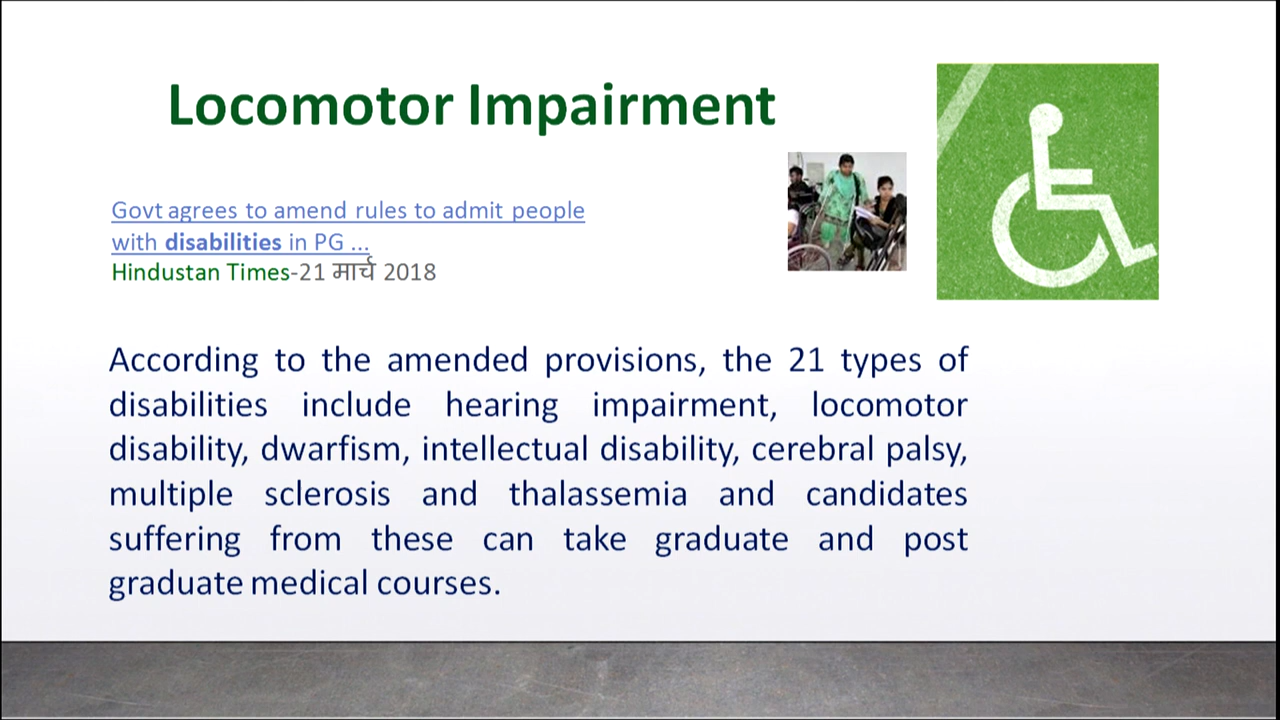 Locomotor Impairment
Govt agrees to amend rules to admit people
with disabilities in PG ...
Hindustan Times-21 मार्च 2018
According to the amended provisions, the 21 types of
disabilities include hearing impairment, locomotor
disability, dwarfism, intellectual disability, cerebral palsy,
multiple sclerosis and thalassemia and candidates
suffering from these can take graduate and post
graduate medical courses.